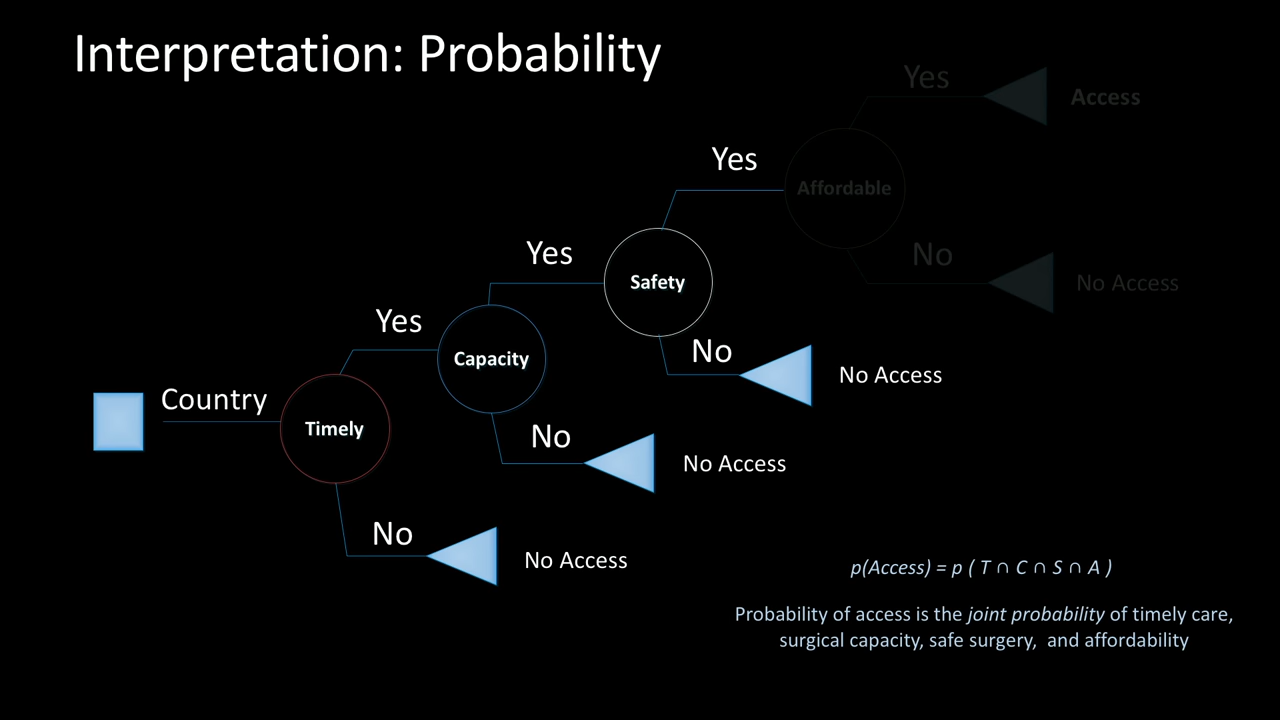 Interpretation: Probability
Yes
Access
Yes
Affordable
Yes
No
Safety
No Access
Yes
No
Capacity
No Access
Country
Timely
No
No Access
No
No Access
p(Access) = p ( T ∩ C ∩ S ∩ A )
Probability of access is the joint probability of timely care,
surgical capacity, safe surgery, and affordability